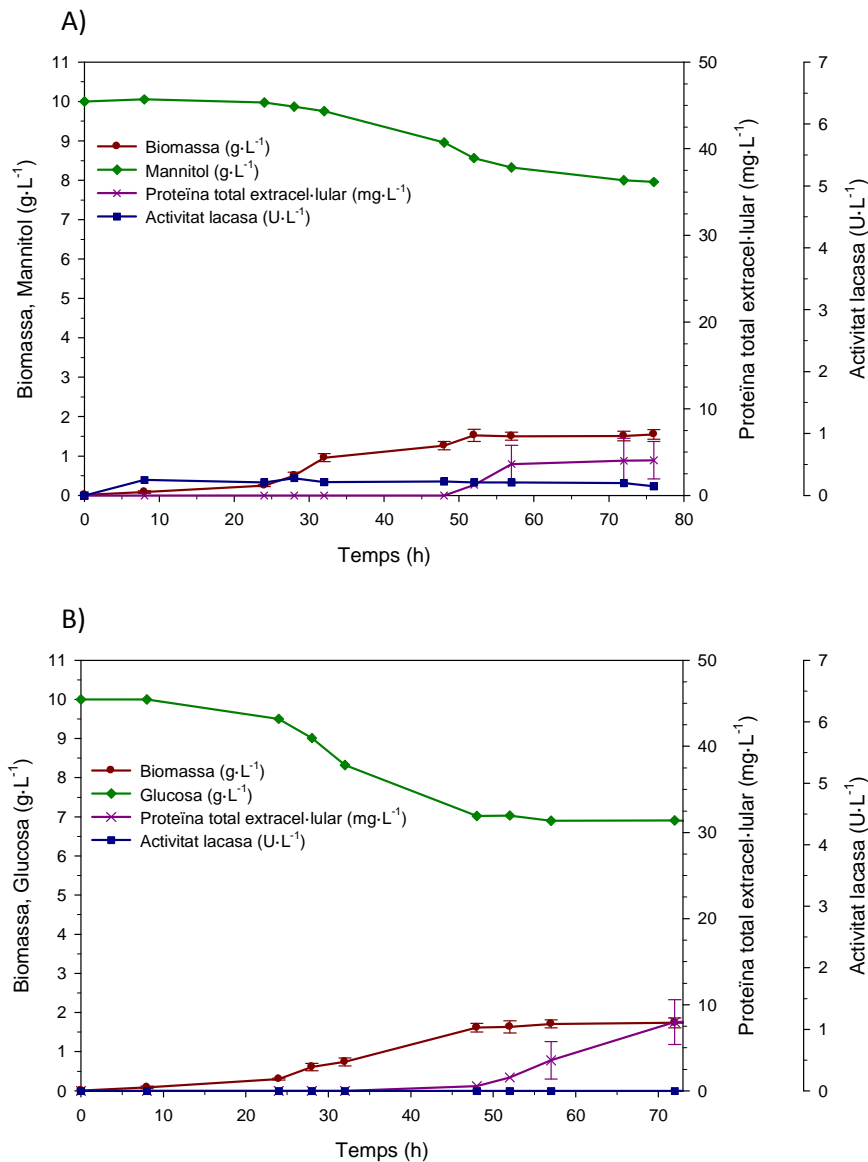 A)
Biomassa, Mannitol (g·L-1)
11
10
9
8
7
6
5
4
3
2
1
0
Biomassa (g·L-1)
Mannitol (g·L-1)
Proteïna total extracel·lular (mg·L-1)
Activitat lacasa (U·L-1)
50
40
30
20
10
0
Proteïna total extracel·lular (mg·L-1)
7
6
5
4
3
2
1
0
Activitat lacasa (U·L-1)
0 10 20 30 40 50 60 70 80
Temps (h)
B)
Biomassa, Glucosa (g·L-1)
11
10
9
8
7
6
5
4
3
2
1
0
Biomassa (g·L-1)
Glucosa (g·L-1)
Proteïna total extracel·lular (mg·L-1)
Activitat lacasa (U·L-1)
50
40
30
20
10
0
Proteïna total extracel·lular (mg·L-1)
7
6
5
4
3
2
1
0
Activitat lacasa (U·L-1)
0 10 20 30 40 50 60 70
Temps (h)